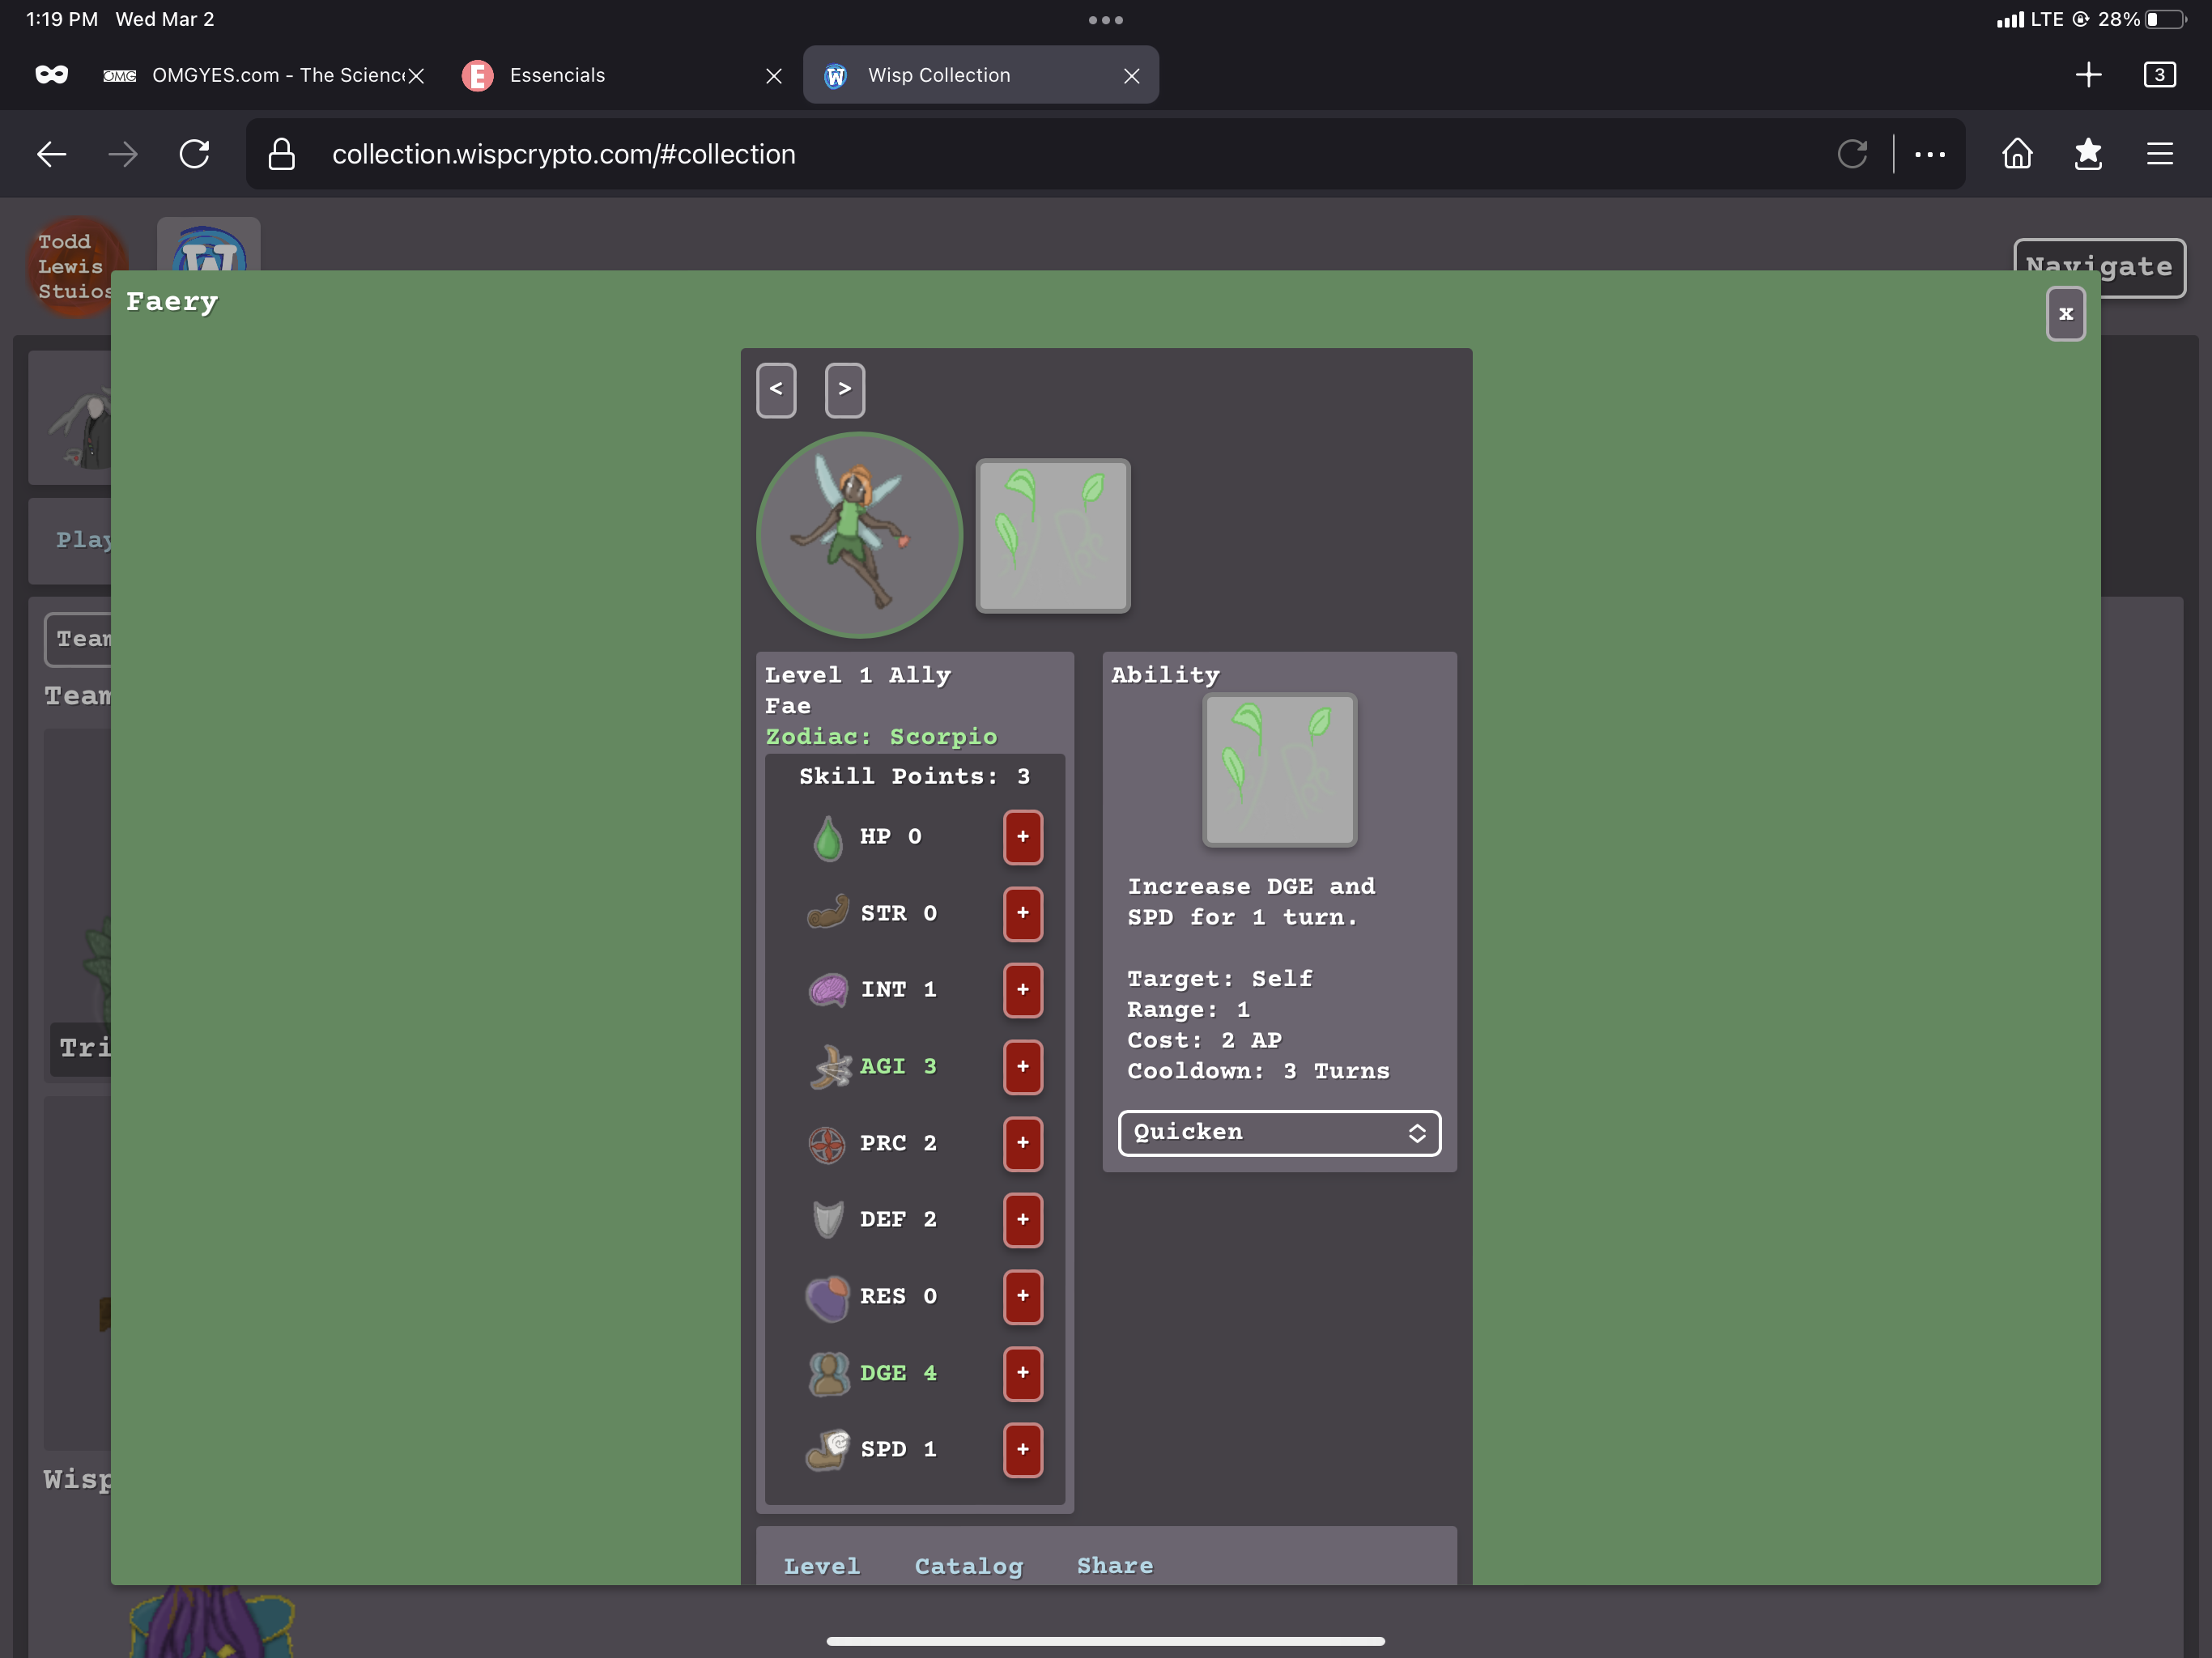 1:19 PM Wed Mar 2
LTE 28%
OMG OMGYES.com - The Science
E Essencials
W Wisp Collection
3
collection.wispcrypto.com/#collection
Todd
Lewis
Stuios
W
Navigate
Faery
x
< >
Play
Team
Team
Tri
Wisp
Level 1 Ally
Fae
Zodiac: Scorpio
Skill Points: 3
HP 0 +
STR 0 +
INT 1 +
AGI 3 +
PRC 2 +
DEF 2 +
RES 0 +
DGE 4 +
SPD 1 +
Ability
Increase DGE and
SPD for 1 turn.
Target: Self
Range: 1
Cost: 2 AP
Cooldown: 3 Turns
Quicken
Level Catalog Share